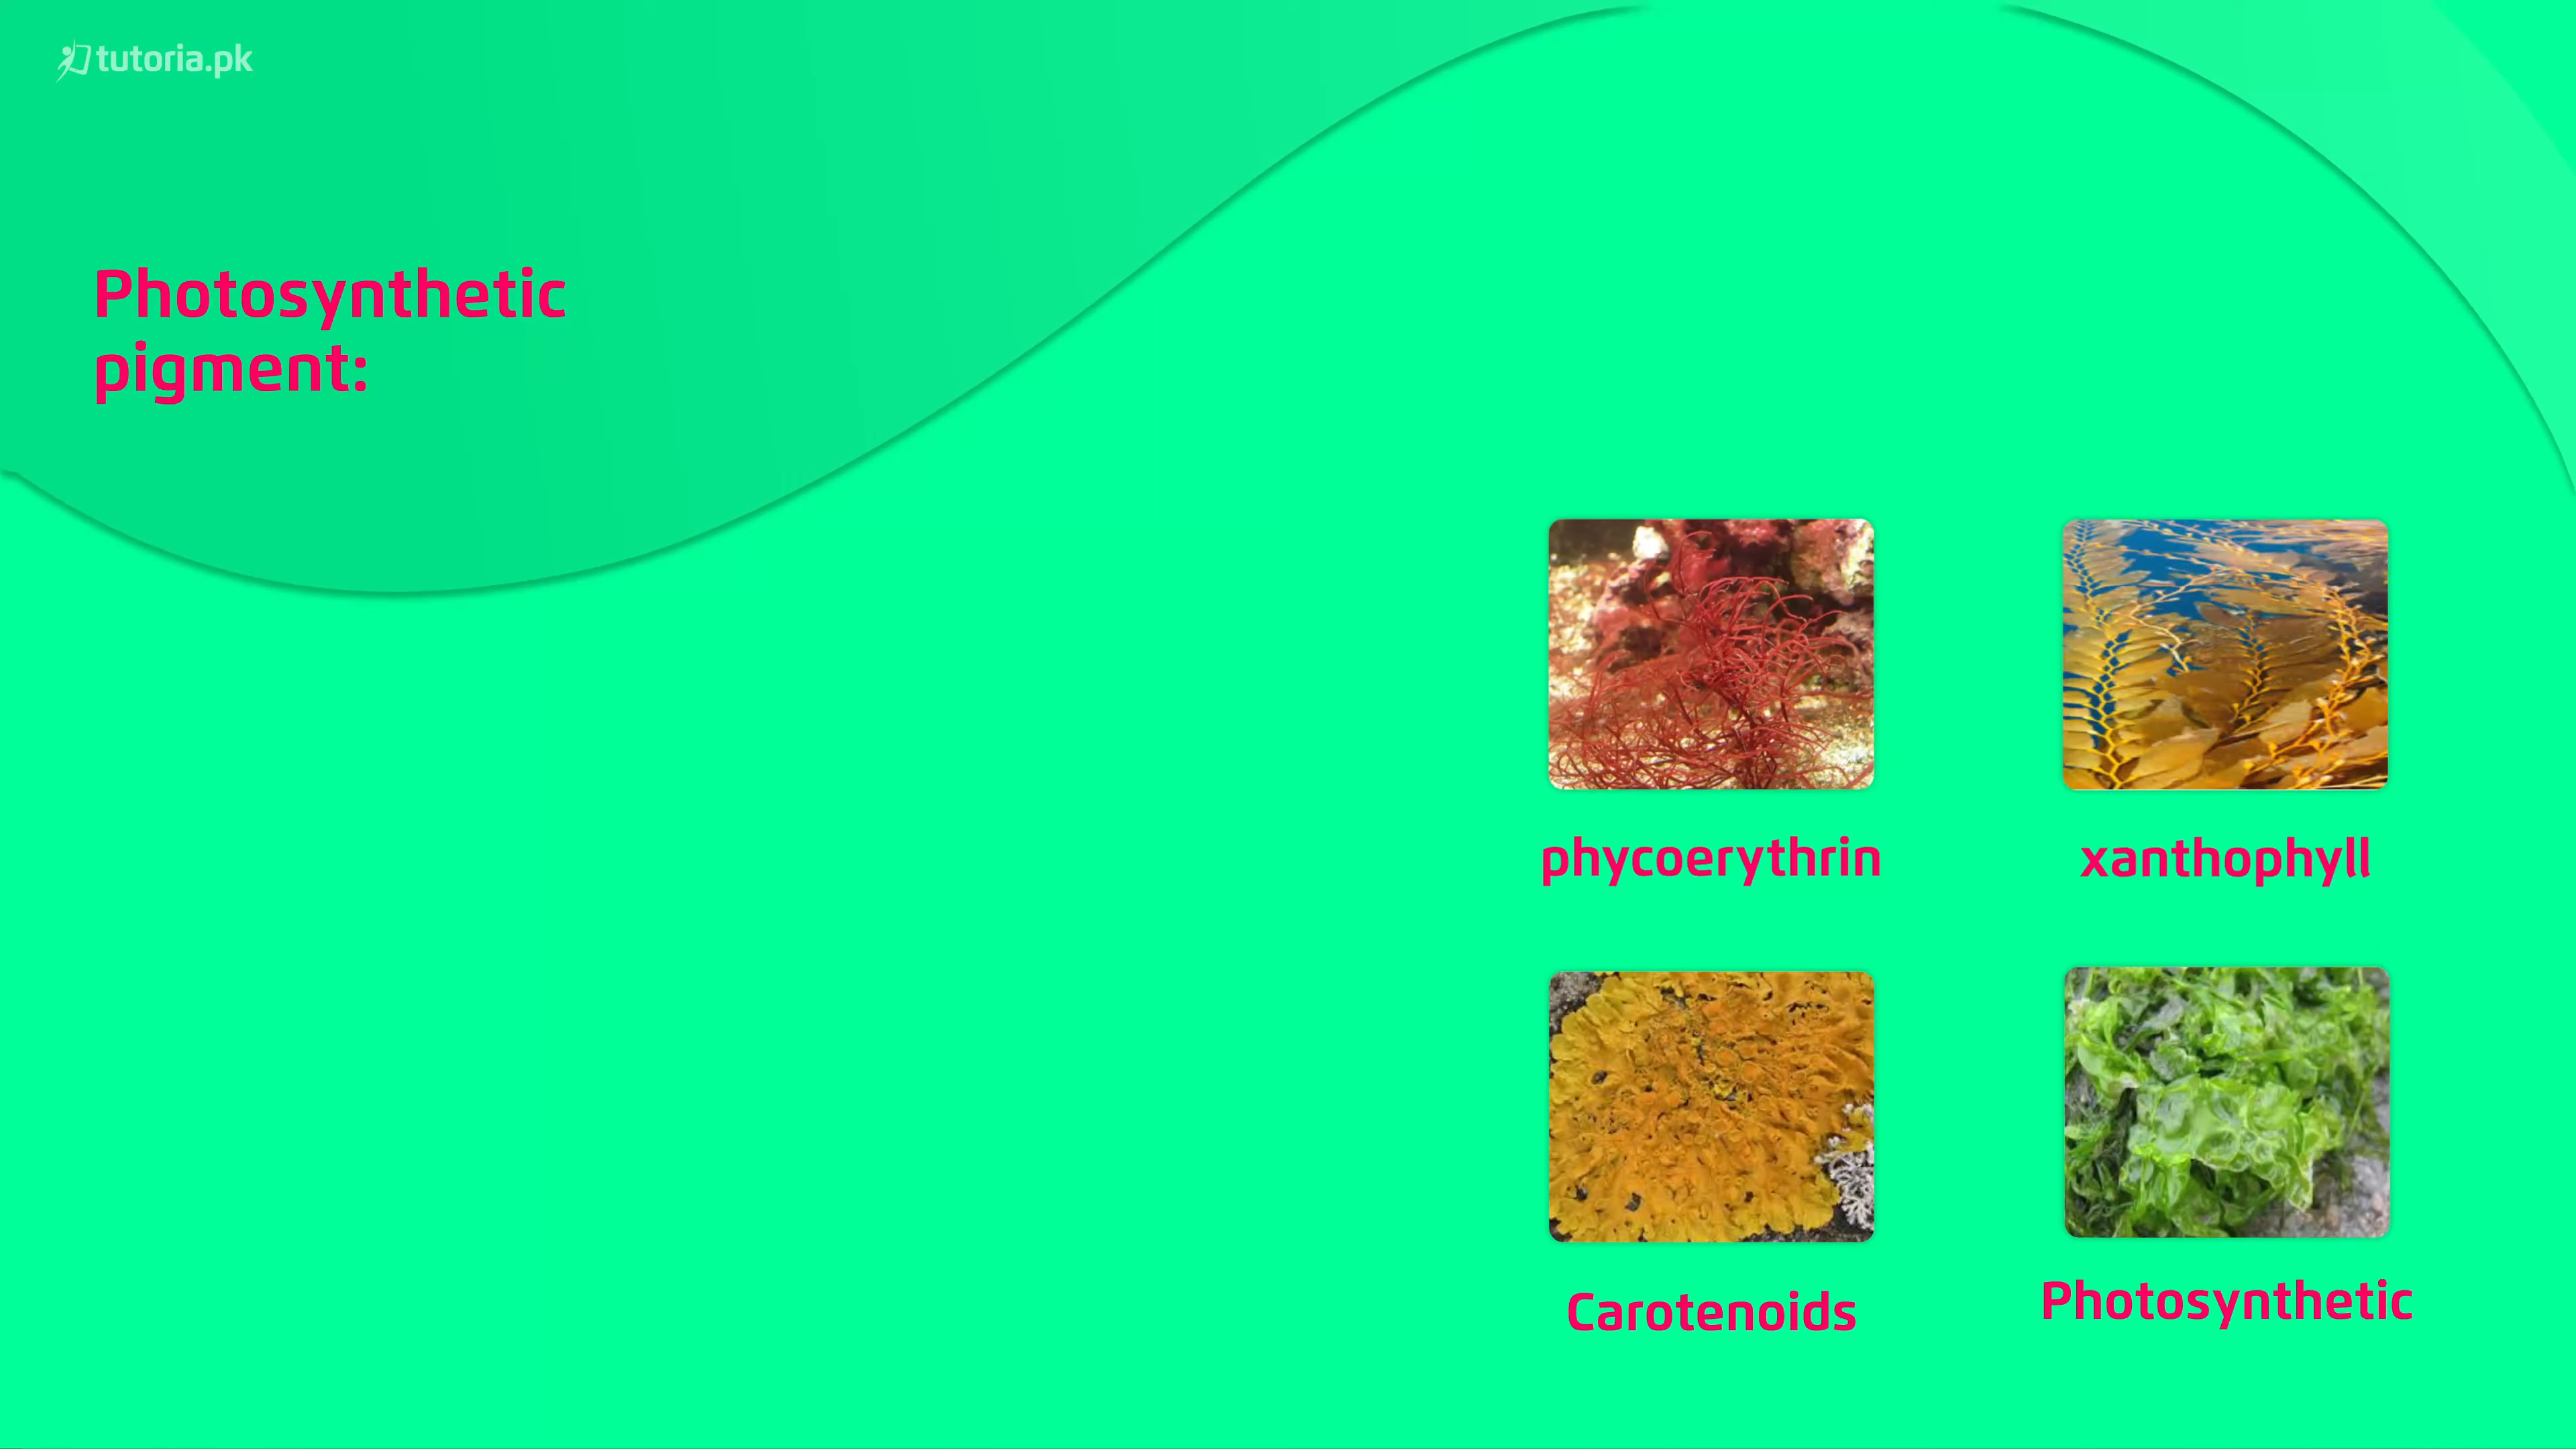 tutoria.pk
Photosynthetic
pigment:
phycoerythrin
xanthophyll
Carotenoids
Photosynthetic